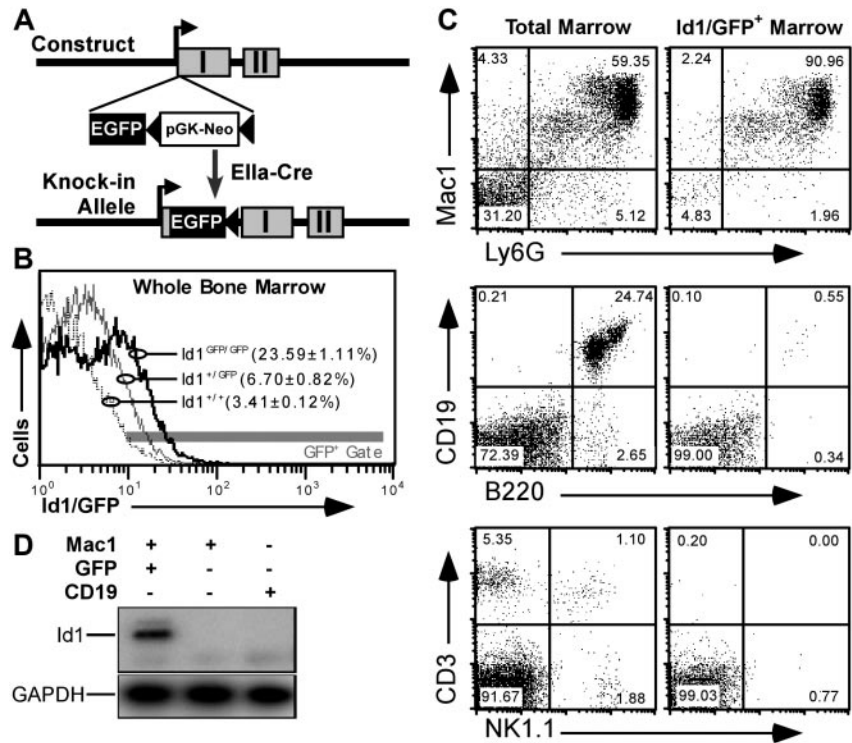 A
Construct
I
II
EGFP
pGK-Neo
EIIa-Cre
Knock-in
Allele
EGFP
I
II
B
Whole Bone Marrow
Id1GFP/GFP (23.59±1.11%)
Id1+/GFP (6.70±0.82%)
Id1+/+ (3.41±0.12%)
GFP+ Gate
Cells
10^0 10^1 10^2 10^3 10^4
Id1/GFP
C
Total Marrow Id1/GFP+ Marrow
4.33 59.35 2.24 90.96
Mac1
31.20 5.12 4.83 1.96
Ly6G
0.21 24.74 0.10 0.55
CD19
72.39 2.65 99.00 0.34
B220
5.35 1.10 0.20 0.00
CD3
91.67 1.88 99.03 0.77
NK1.1
D
Mac1 + + -
GFP + - -
CD19 - - +
Id1
GAPDH